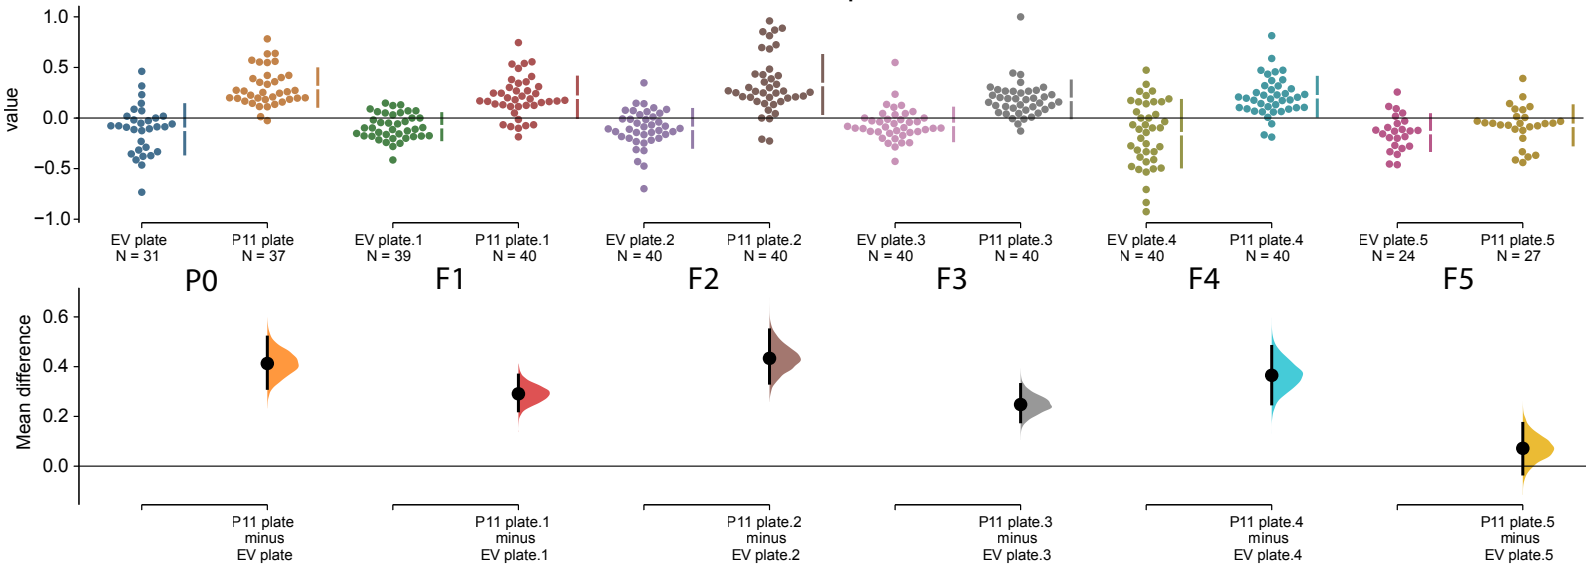 1.0
0.5
0.0
−0.5
−1.0
value
EV plate
N = 31
P11 plate
N = 37
EV plate.1
N = 39
P11 plate.1
N = 40
EV plate.2
N = 40
P11 plate.2
N = 40
EV plate.3
N = 40
P11 plate.3
N = 40
EV plate.4
N = 40
P11 plate.4
N = 40
EV plate.5
N = 24
P11 plate.5
N = 27
P0 F1 F2 F3 F4 F5
0.6
0.4
0.2
0.0
Mean difference
P11 plate
minus
EV plate
P11 plate.1
minus
EV plate.1
P11 plate.2
minus
EV plate.2
P11 plate.3
minus
EV plate.3
P11 plate.4
minus
EV plate.4
P11 plate.5
minus
EV plate.5